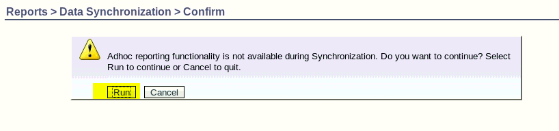 Reports > Data Synchronization > Confirm
Adhoc reporting functionality is not available during Synchronization. Do you want to continue? Select
Run to continue or Cancel to quit.
Run Cancel